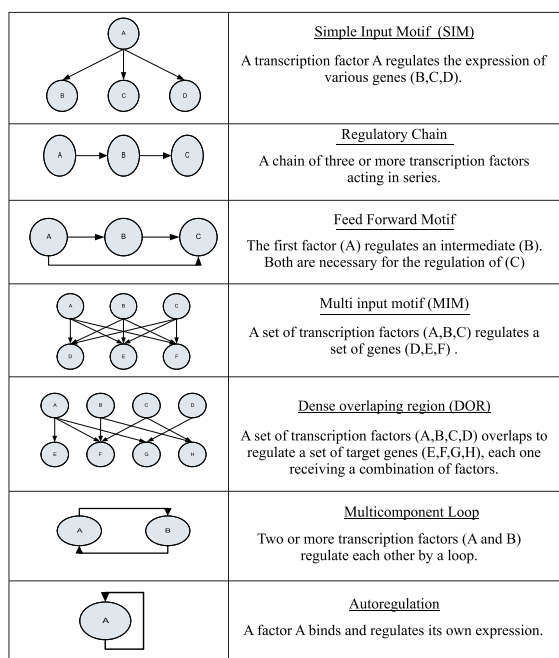 A
B C D
Simple Input Motif (SIM)
A transcription factor A regulates the expression of
various genes (B,C,D).
A B C
Regulatory Chain
A chain of three or more transcription factors
acting in series.
A B C
Feed Forward Motif
The first factor (A) regulates an intermediate (B).
Both are necessary for the regulation of (C)
A B C
D E F
Multi input motif (MIM)
A set of transcription factors (A,B,C) regulates a
set of genes (D,E,F) .
A B C D
E F G H
Dense overlaping region (DOR)
A set of transcription factors (A,B,C,D) overlaps to
regulate a set of target genes (E,F,G,H), each one
receiving a combination of factors.
A B
Multicomponent Loop
Two or more transcription factors (A and B)
regulate each other by a loop.
A
Autoregulation
A factor A binds and regulates its own expression.